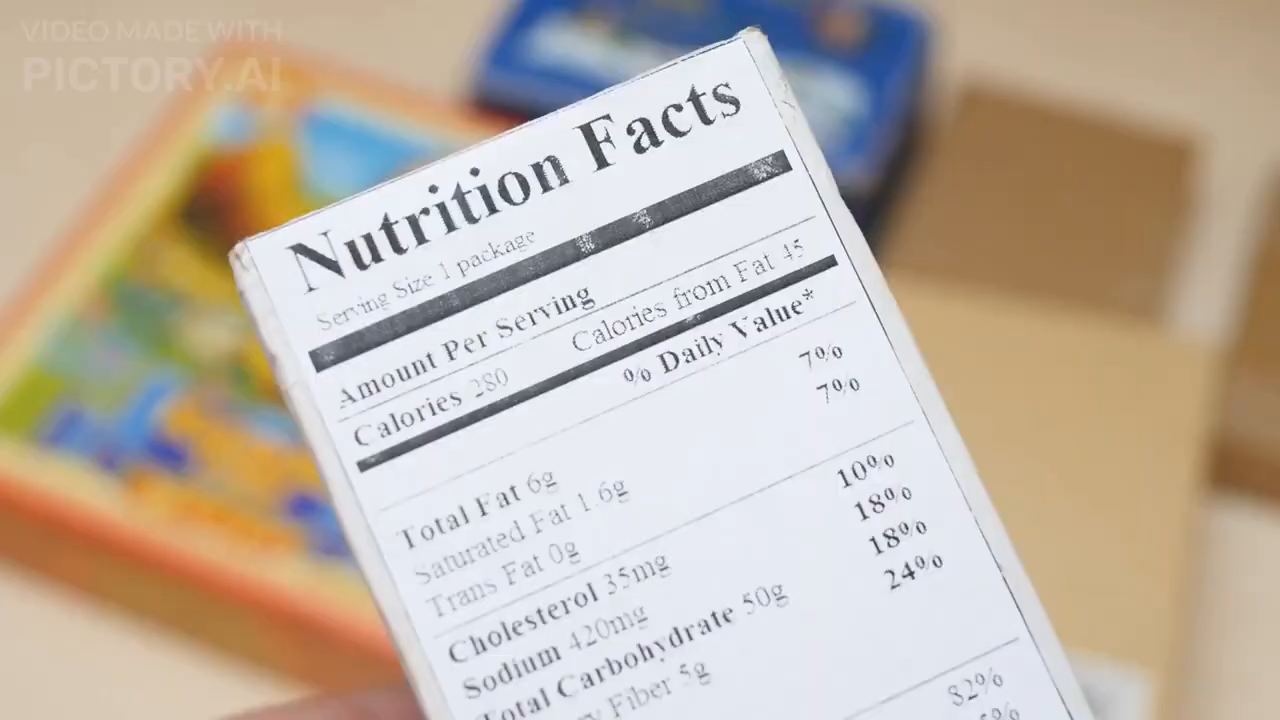 VIDEO MADE WITH
PICTORY.AI
Nutrition Facts
Serving Size 1 package
Amount Per Serving
Calories 280 Calories from Fat 45
% Daily Value*
Total Fat 6g 7%
Saturated Fat 1.6g 7%
Trans Fat 0g
Cholesterol 35mg 10%
Sodium 420mg 18%
Total Carbohydrate 50g 18%
Fiber 5g 24%
82%